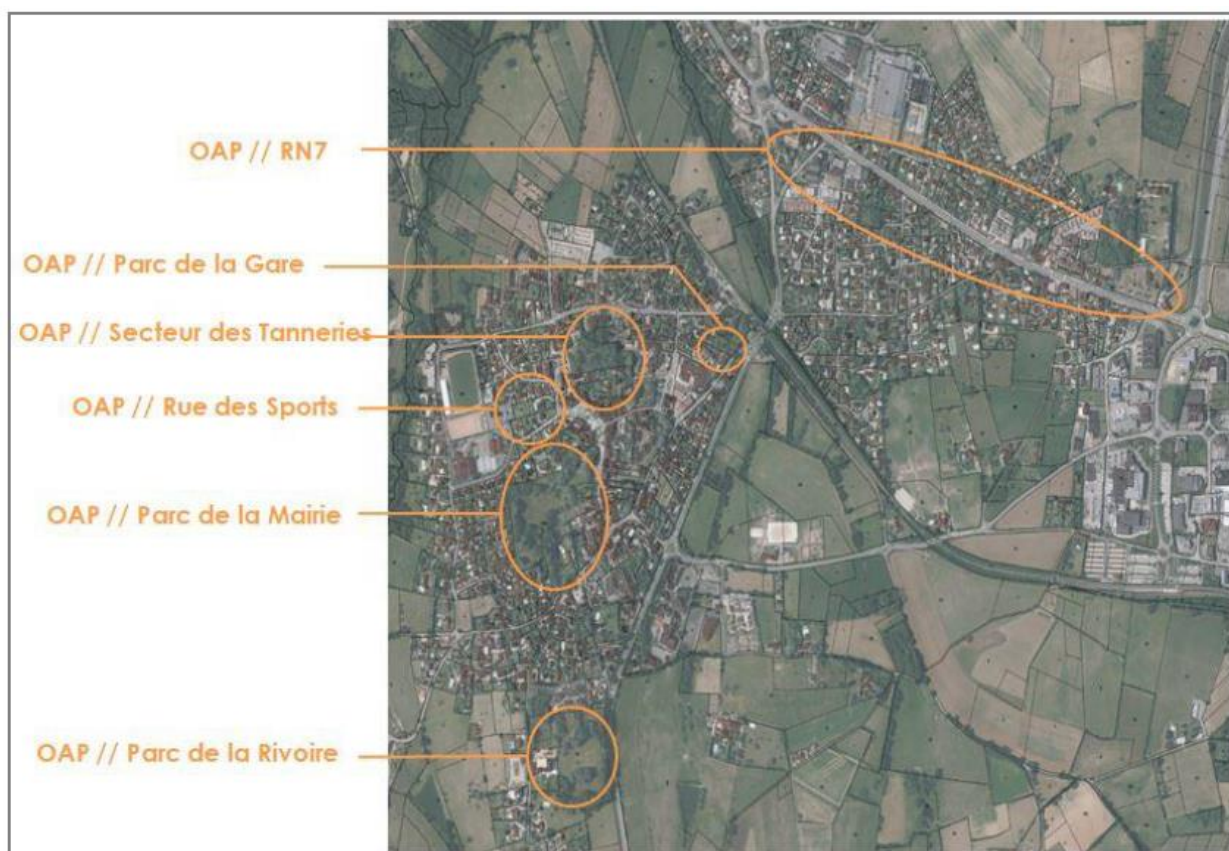 OAP // RN7
OAP // Parc de la Gare
OAP // Secteur des Tanneries
OAP // Rue des Sports
OAP // Parc de la Mairie
OAP // Parc de la Rivoire